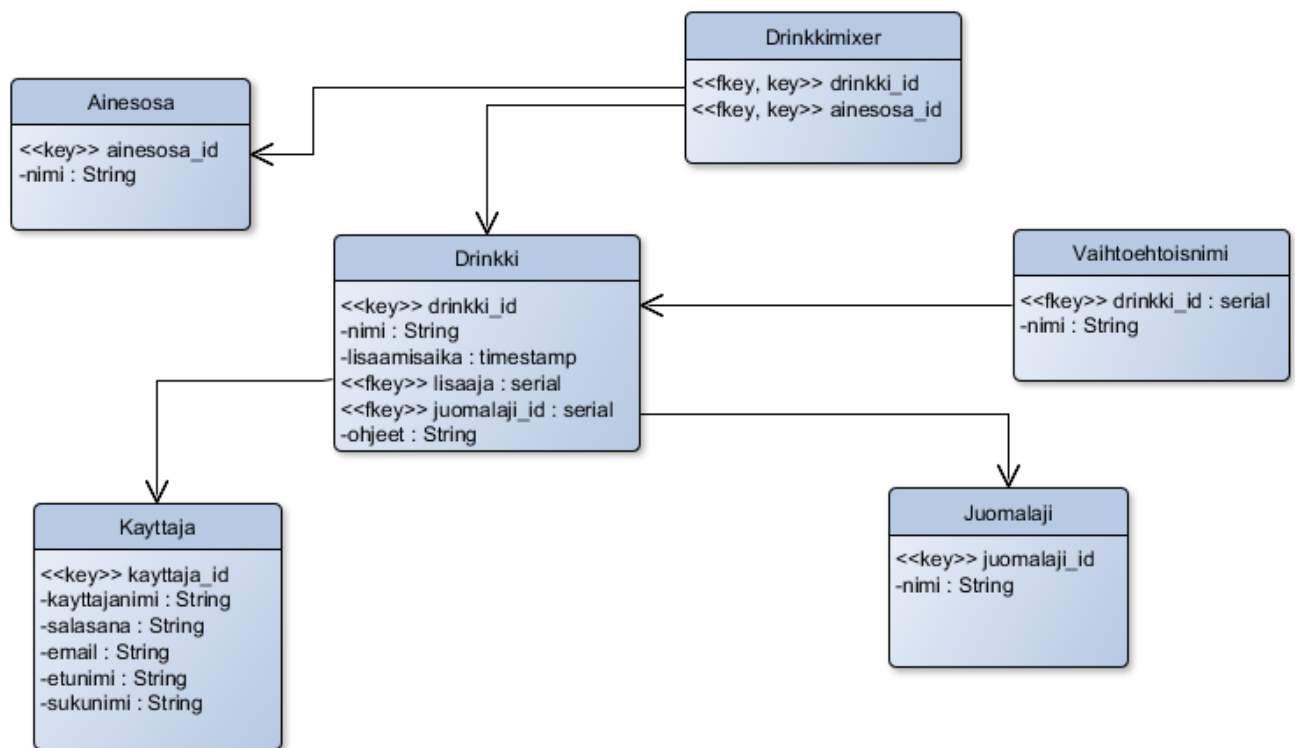 Drinkkimixer
<<fkey, key>> drinkki_id
<<fkey, key>> ainesosa_id
Ainesosa
<<key>> ainesosa_id
-nimi : String
Drinkki
<<key>> drinkki_id
-nimi : String
-lisaamisaika : timestamp
<<fkey>> lisaaja : serial
<<fkey>> juomalaji_id : serial
-ohjeet : String
Vaihtoehtoisnimi
<<fkey>> drinkki_id : serial
-nimi : String
Kayttaja
<<key>> kayttaja_id
-kayttajanimi : String
-salasana : String
-email : String
-etunimi : String
-sukunimi : String
Juomalaji
<<key>> juomalaji_id
-nimi : String